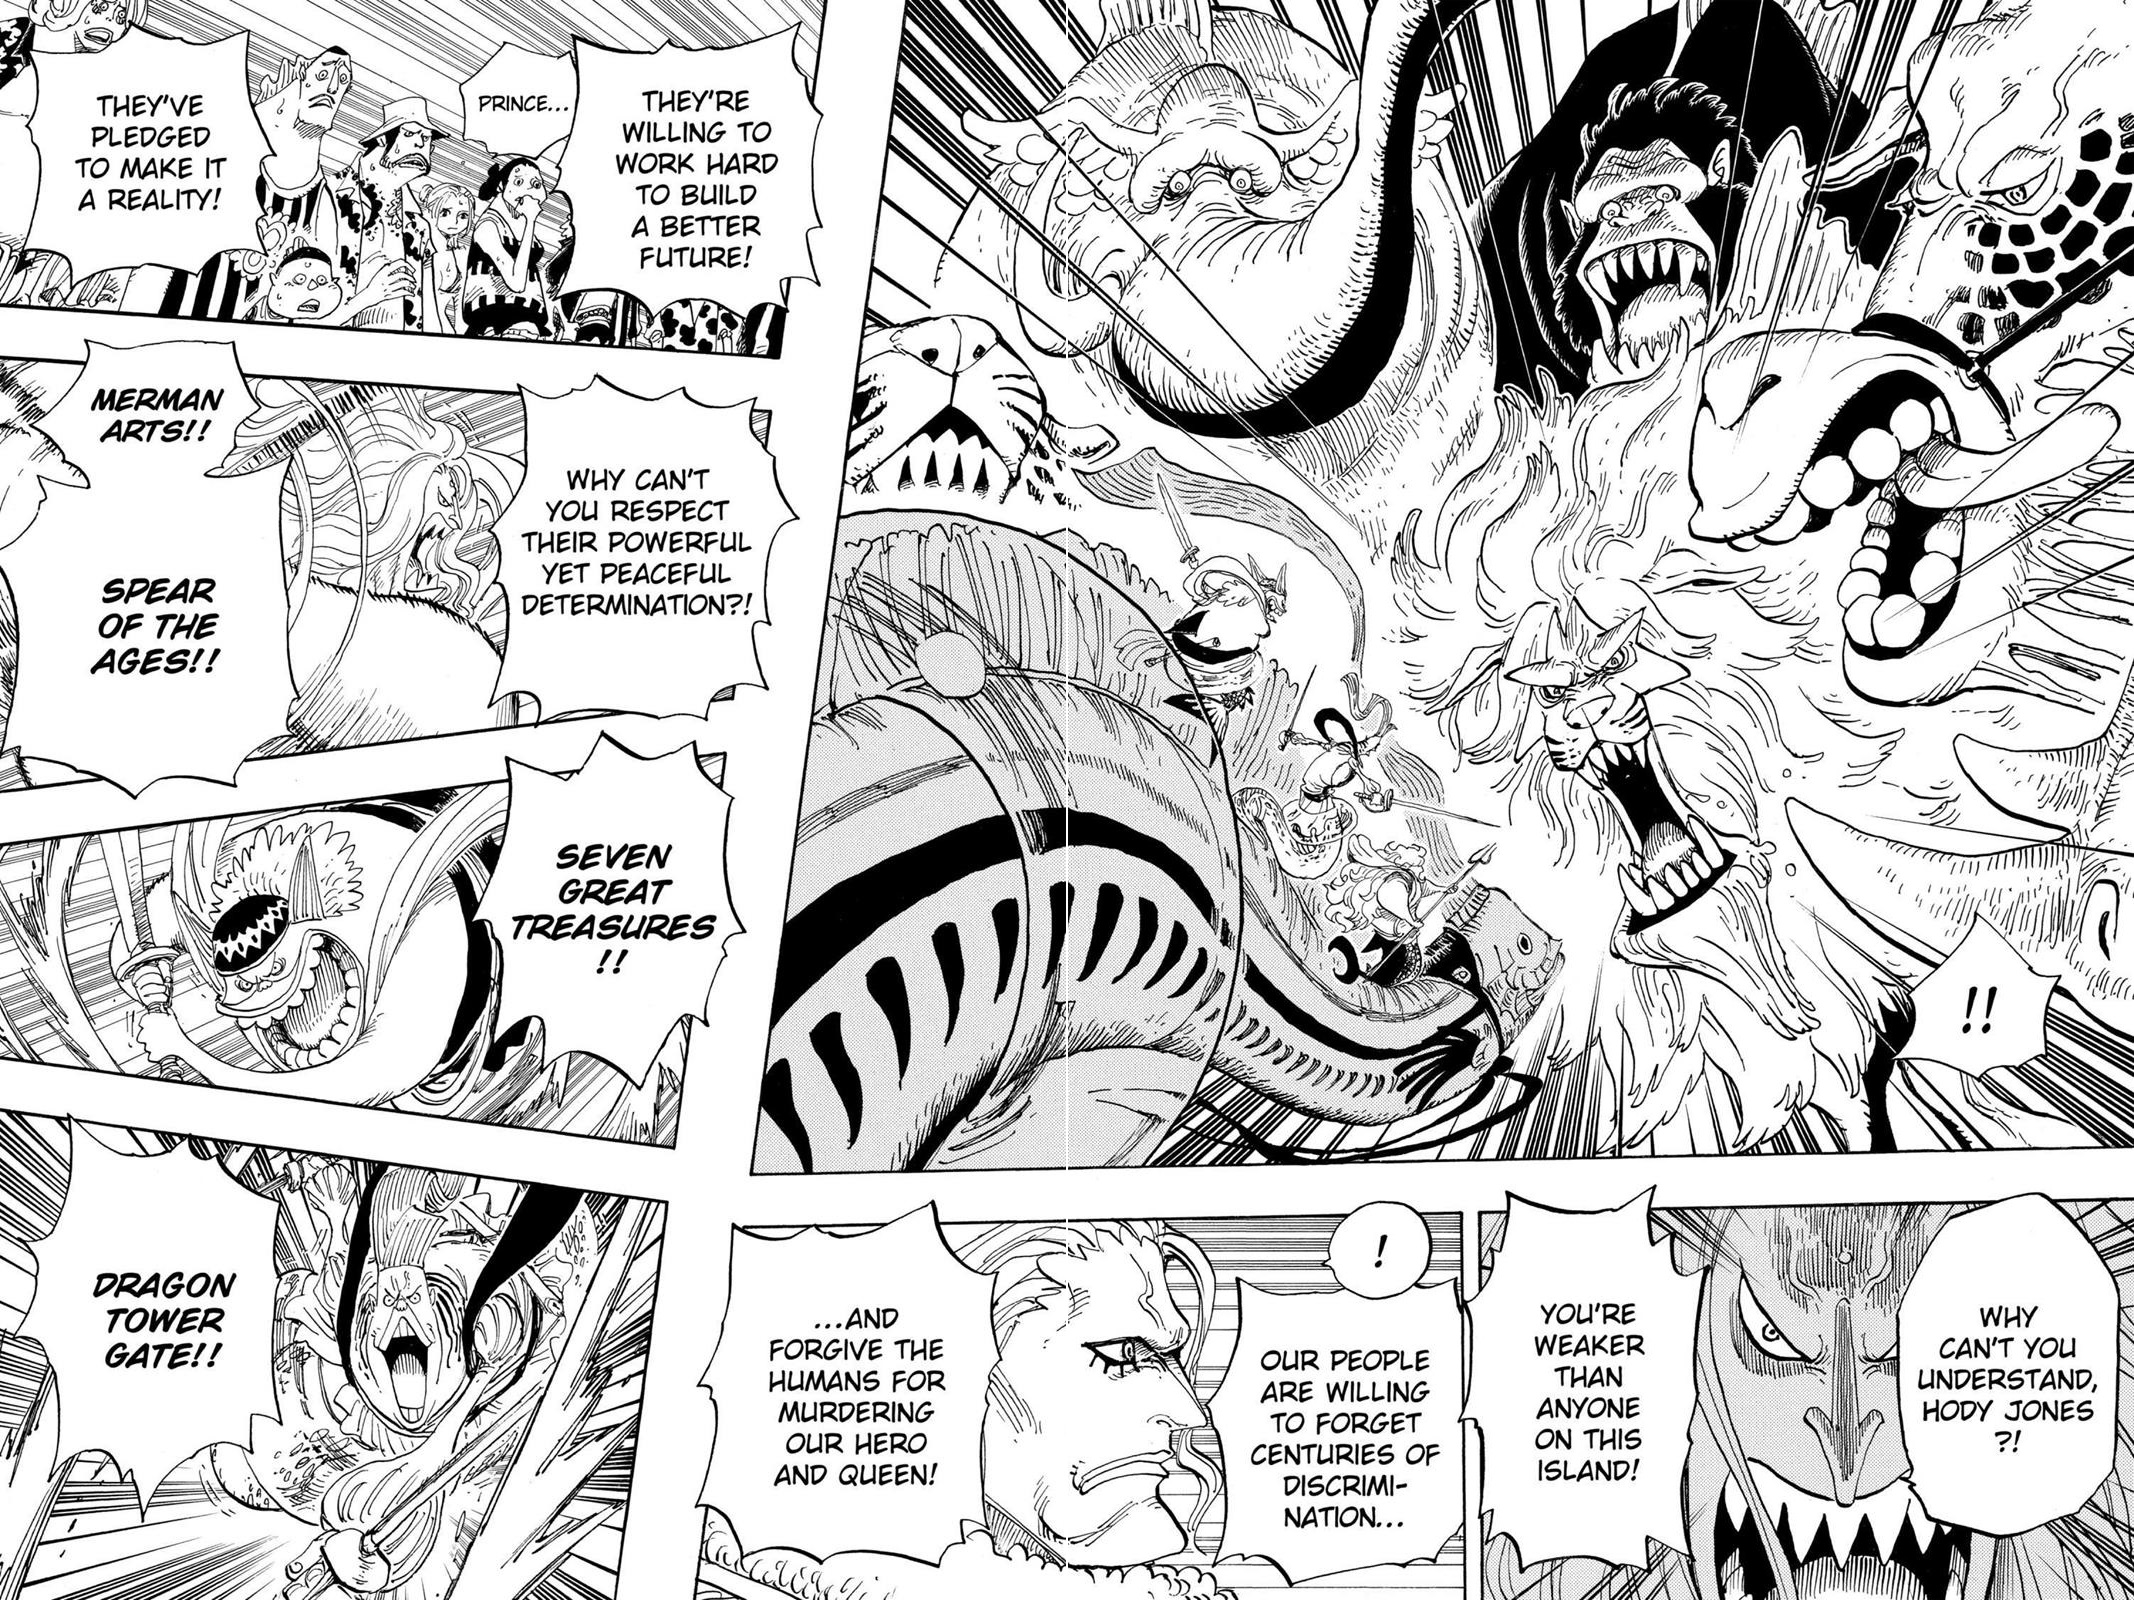 !!
WHY
CAN'T YOU
UNDERSTAND,
HODY JONES
?!
YOU'RE
WEAKER
THAN
ANYONE
ON THIS
ISLAND!
!
OUR PEOPLE
ARE WILLING
TO FORGET
CENTURIES OF
DISCRIMI-
NATION...
...AND
FORGIVE THE
HUMANS FOR
MURDERING
OUR HERO
AND QUEEN!
THEY'RE
WILLING TO
WORK HARD
TO BUILD
A BETTER
FUTURE!
PRINCE...
THEY'VE
PLEDGED
TO MAKE IT
A REALITY!
WHY CAN'T
YOU RESPECT
THEIR POWERFUL
YET PEACEFUL
DETERMINATION?!
MERMAN
ARTS!!
SPEAR
OF THE
AGES!!
SEVEN
GREAT
TREASURES
!!
DRAGON
TOWER
GATE!!